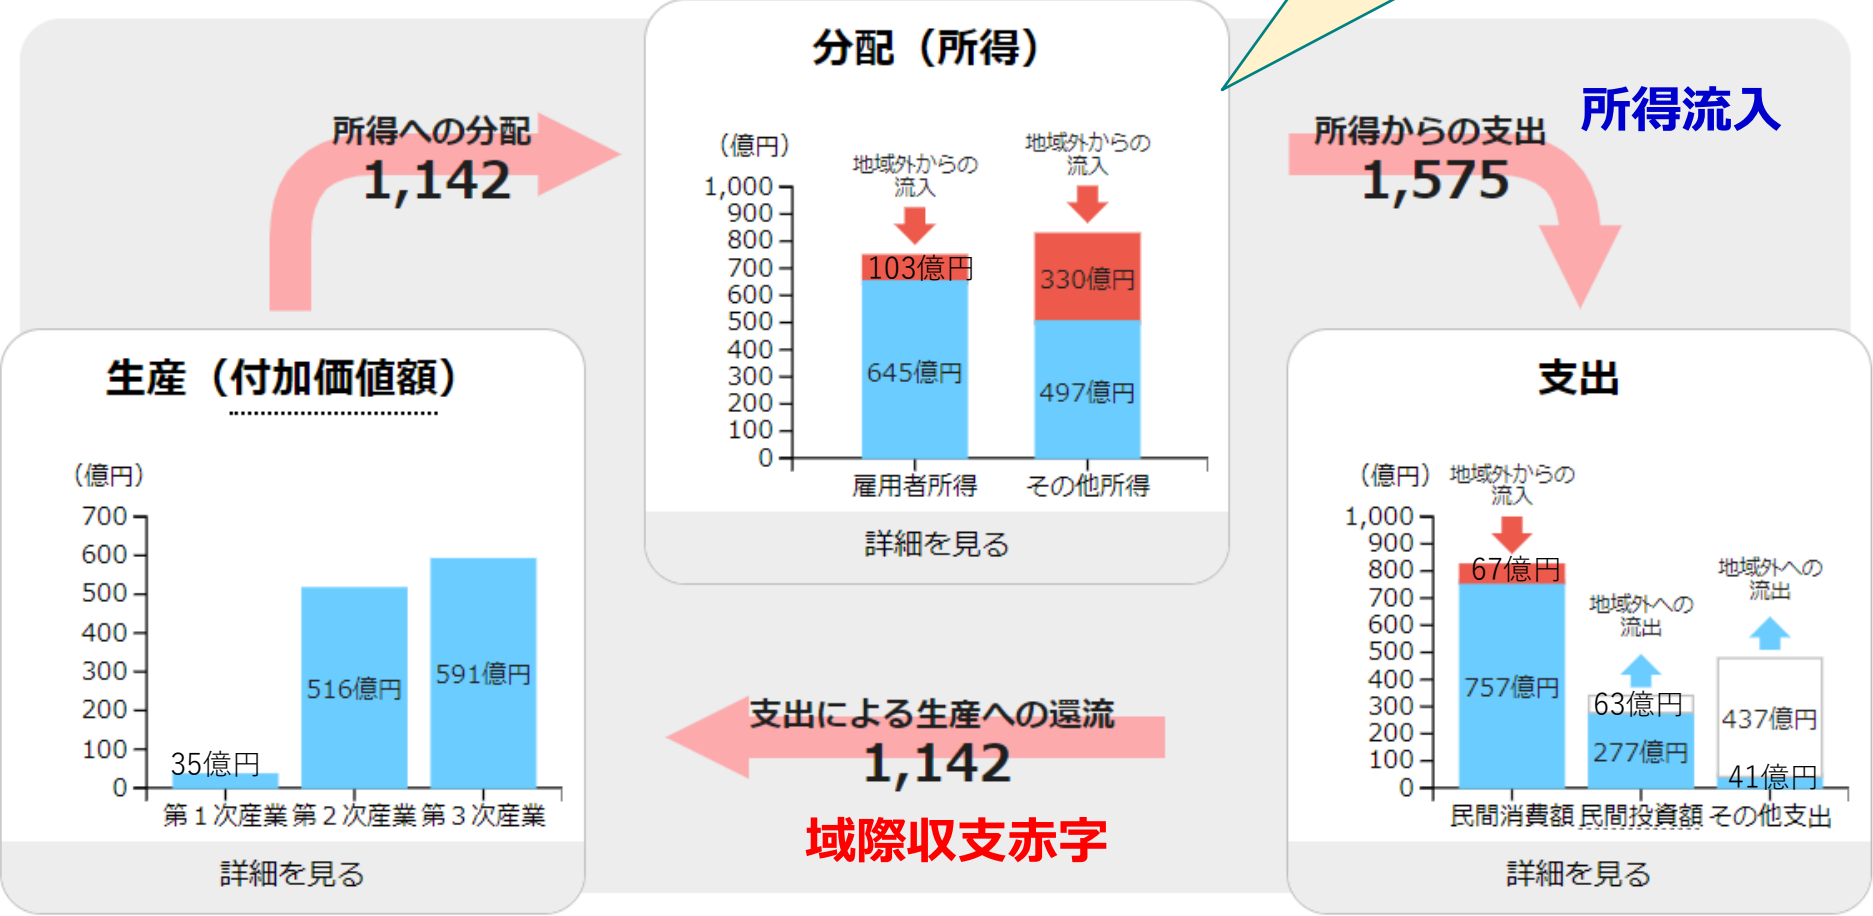 分配（所得）
（億円）
地域外からの
流入
地域外からの
流入
1,000
900
800
700
600
500
400
300
200
100
0
103億円
645億円
330億円
497億円
雇用者所得
その他所得
詳細を見る
所得への分配
1,142
所得からの支出
1,575
所得流入
生産（付加価値額）
（億円）
700
600
500
400
300
200
100
0
35億円
516億円
591億円
第１次産業
第２次産業
第３次産業
詳細を見る
支出による生産への還流
1,142
域際収支赤字
支出
（億円）
地域外からの
流入
1,000
900
800
700
600
500
400
300
200
100
0
67億円
757億円
地域外への
流出
63億円
277億円
地域外への
流出
437億円
41億円
民間消費額
民間投資額
その他支出
詳細を見る